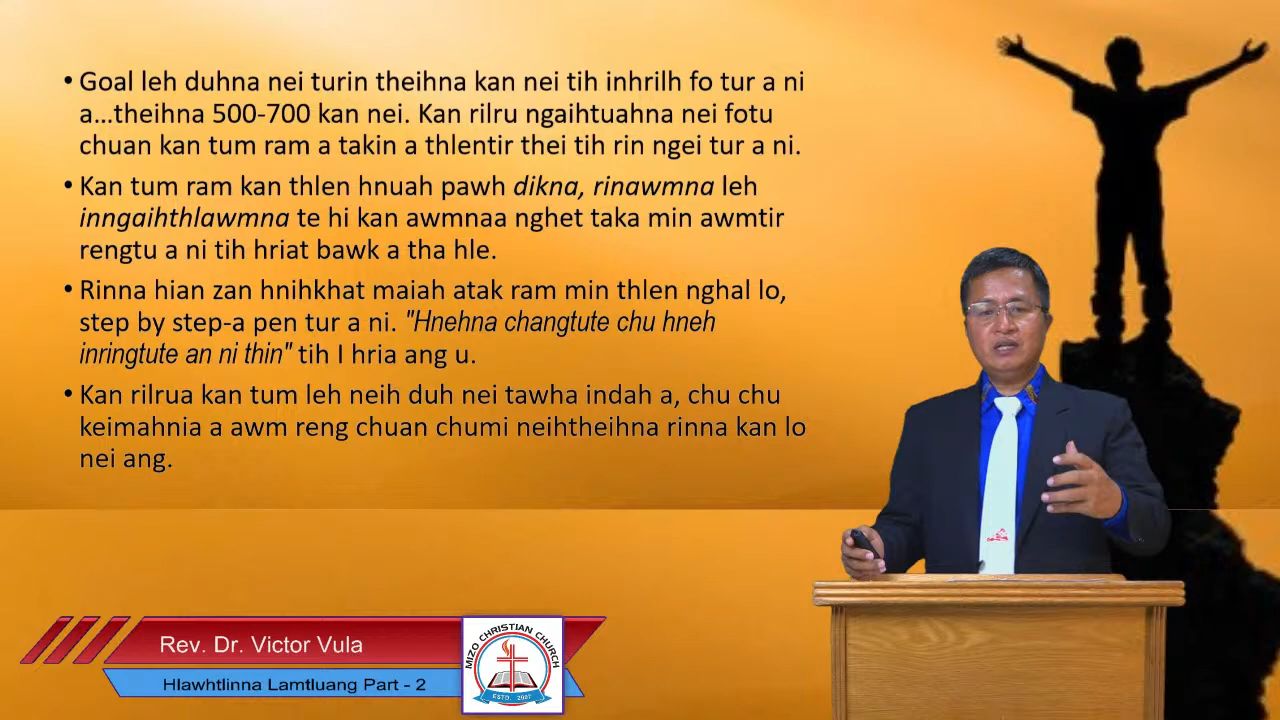 • Goal leh duhna nei turin theihna kan nei tih inhrilh fo tur a ni
a...theihna 500-700 kan nei. Kan rilru ngaihtuahna nei fotu
chuan kan tum ram a takin a thlentir thei tih rin ngei tur a ni.
• Kan tum ram kan thlen hnuah pawh dikna, rinawmna leh
inngaihthlawmna te hi kan awmnaa nghet taka min awmtir
rengtu a ni tih hriat bawk a tha hle.
• Rinna hian zan hnihkhat maiah atak ram min thlen nghal lo,
step by step-a pen tur a ni. "Hnehna changtute chu hneh
inringtute an ni thin" tih I hria ang u.
• Kan rilrua kan tum leh neih duh nei tawha indah a, chu chu
keimahnia a awm reng chuan chumi neihtheihna rinna kan lo
nei ang.
Rev. Dr. Victor Vula
Hlawhtlinna Lamtluang Part - 2
MIZO CHRISTIAN CHURCH
ESTD. 2007